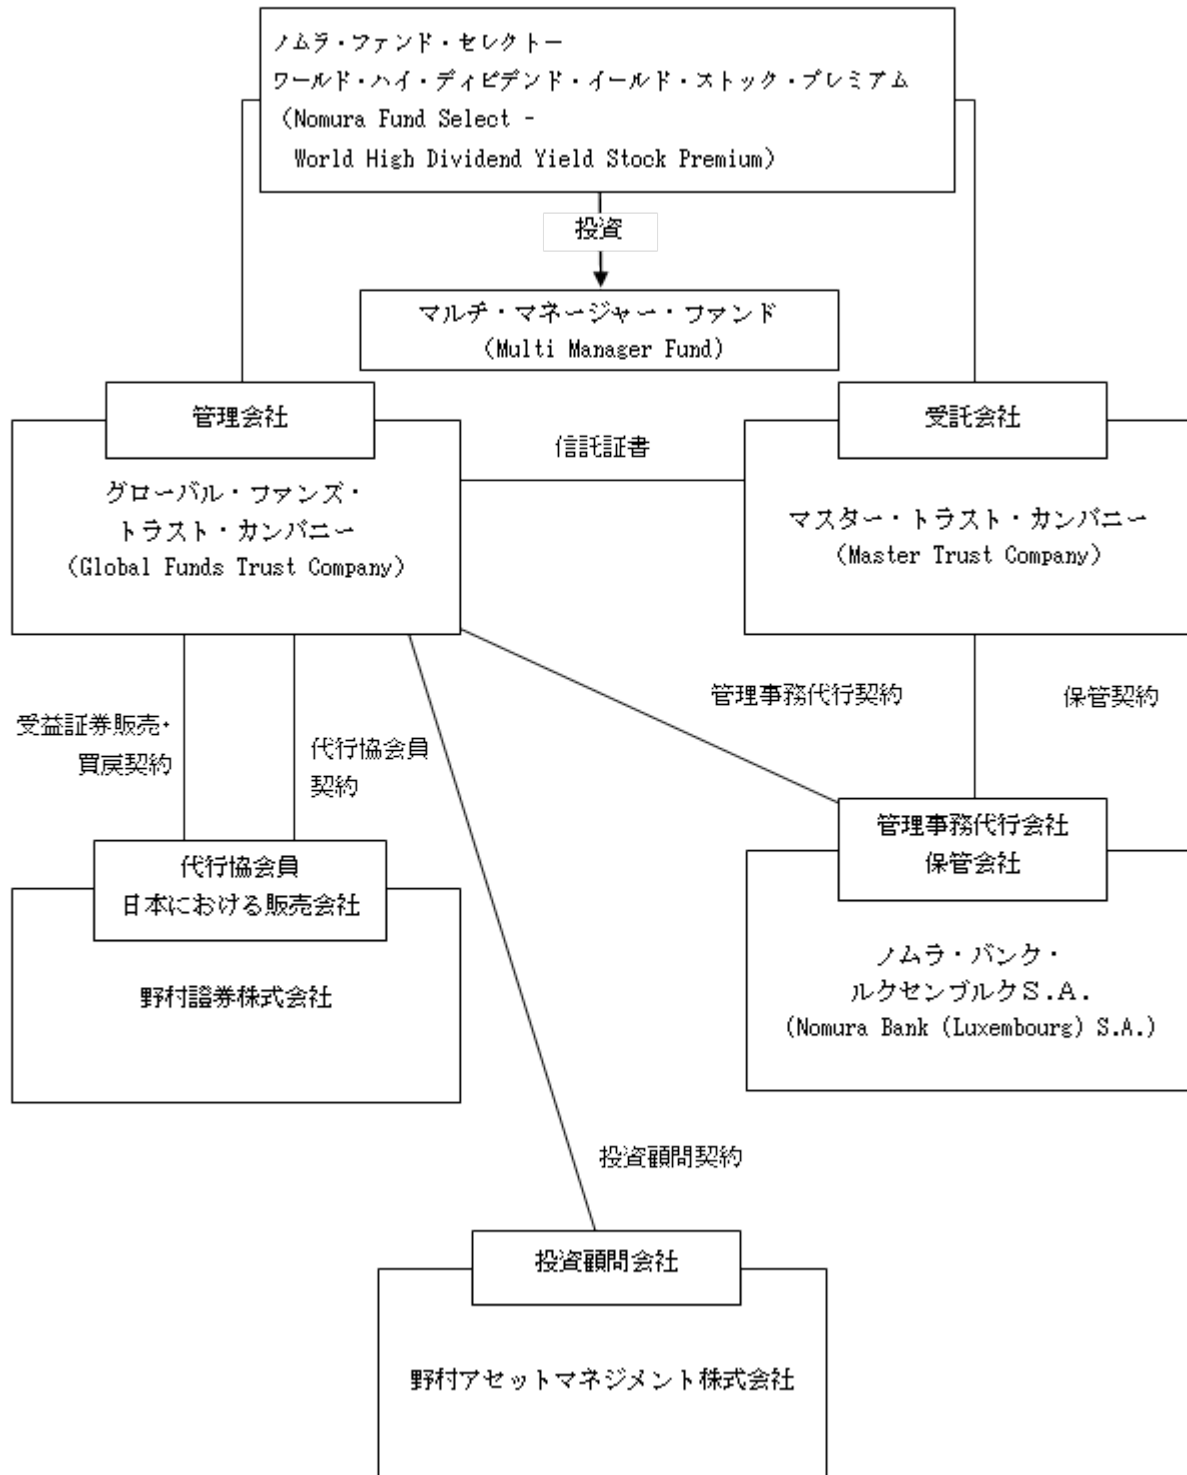 ノムラ・ファンド・セレクトー
ワールド・ハイ・ディビデンド・イールド・ストック・プレミアム
（Nomura Fund Select -
World High Dividend Yield Stock Premium）
投資
マルチ・マネージャー・ファンド
（Multi Manager Fund）
管理会社
受託会社
信託証書
グローバル・ファンズ・
トラスト・カンパニー
（Global Funds Trust Company）
マスター・トラスト・カンパニー
（Master Trust Company）
受益証券販売・
買戻契約
代行協会員
契約
管理事務代行契約
保管契約
代行協会員
日本における販売会社
野村證券株式会社
管理事務代行会社
保管会社
ノムラ・バンク・
ルクセンブルクＳ.Ａ.
(Nomura Bank (Luxembourg) S.A.)
投資顧問契約
投資顧問会社
野村アセットマネジメント株式会社